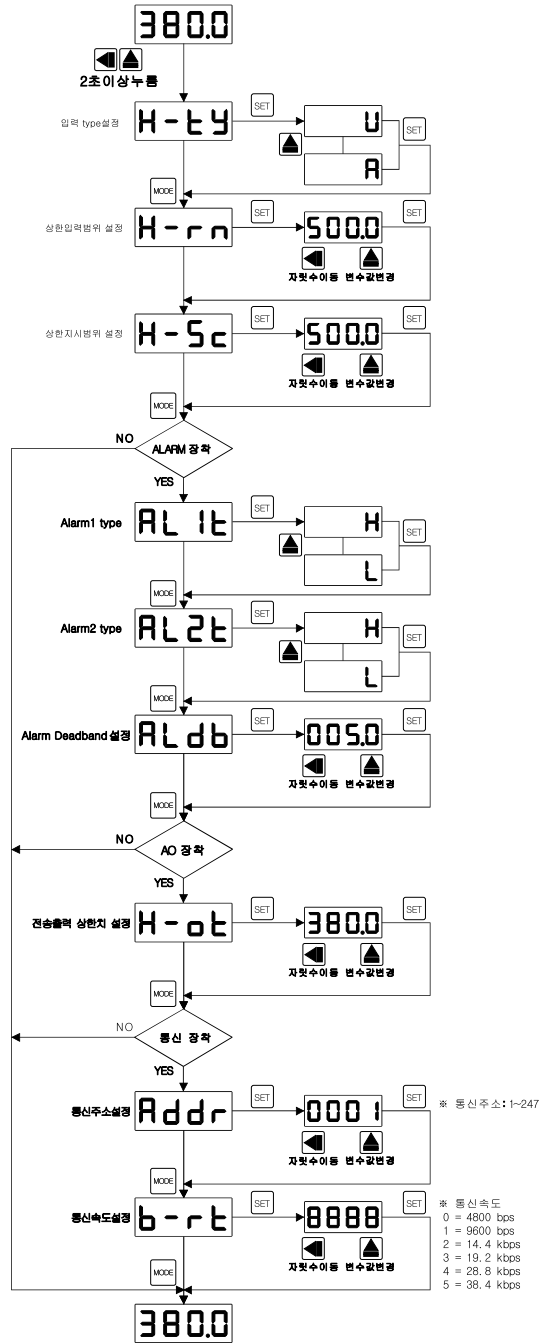 380.0
2초이상누름
입력 type설정
H-ty
SET
U
A
SET
MODE
상한입력범위 설정
H-rn
SET
500.0
SET
자릿수이동 변수값변경
상한지시범위 설정
H-Sc
SET
500.0
SET
자릿수이동 변수값변경
MODE
NO
ALARM 장착
YES
Alarm1 type
AL1t
SET
H
L
SET
MODE
Alarm2 type
AL2t
SET
H
L
SET
MODE
Alarm Deadband 설정
ALdb
SET
005.0
SET
자릿수이동 변수값변경
MODE
NO
AO 장착
YES
전송출력 상한치 설정
H-ot
SET
380.0
SET
자릿수이동 변수값변경
MODE
NO
통신 장착
YES
통신주소설정
Addr
SET
0001
SET
※ 통신주소: 1~247
자릿수이동 변수값변경
MODE
통신속도설정
b-rt
SET
8888
SET
자릿수이동 변수값변경
※ 통신속도
0 = 4800 bps
1 = 9600 bps
2 = 14.4 kbps
3 = 19.2 kbps
4 = 28.8 kbps
5 = 38.4 kbps
MODE
380.0